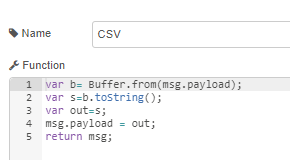 Name
CSV
Function
1 var b= Buffer.from(msg.payload);
2 var s=b.toString();
3 var out=s;
4 msg.payload = out;
5 return msg;